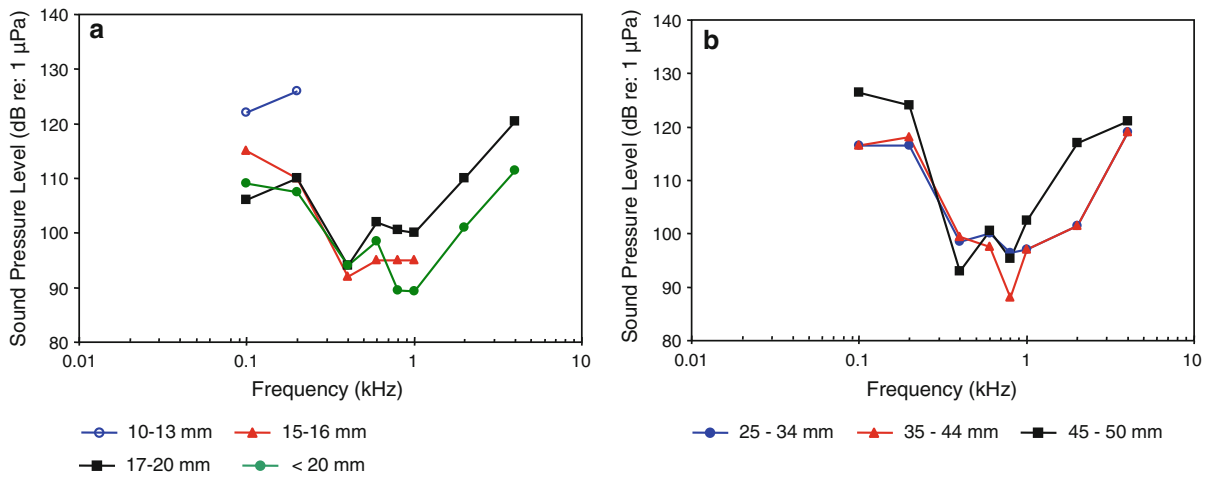 a
Sound Pressure Level (dB re: 1 µPa)
140
130
120
110
100
90
80
0.01
0.1
1
10
Frequency (kHz)
10-13 mm
15-16 mm
17-20 mm
< 20 mm
b
Sound Pressure Level (dB re: 1 µPa)
140
130
120
110
100
90
80
0.01
0.1
1
10
Frequency (kHz)
25 - 34 mm
35 - 44 mm
45 - 50 mm